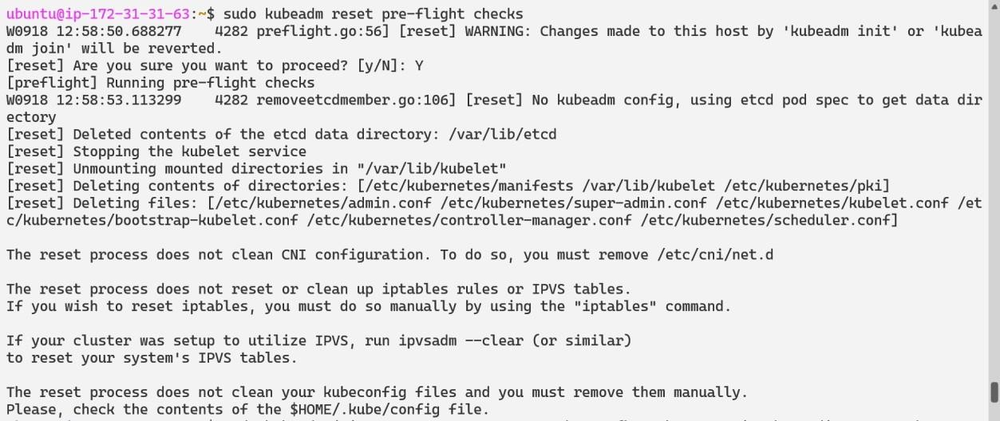 ubuntu@ip-172-31-31-63:~$ sudo kubeadm reset pre-flight checks
W0918 12:58:50.688277    4282 preflight.go:56] [reset] WARNING: Changes made to this host by 'kubeadm init' or 'kubea
dm join' will be reverted.
[reset] Are you sure you want to proceed? [y/N]: Y
[preflight] Running pre-flight checks
W0918 12:58:53.113299    4282 removeetcdmember.go:106] [reset] No kubeadm config, using etcd pod spec to get data dir
ectory
[reset] Deleted contents of the etcd data directory: /var/lib/etcd
[reset] Stopping the kubelet service
[reset] Unmounting mounted directories in "/var/lib/kubelet"
[reset] Deleting contents of directories: [/etc/kubernetes/manifests /var/lib/kubelet /etc/kubernetes/pki]
[reset] Deleting files: [/etc/kubernetes/admin.conf /etc/kubernetes/super-admin.conf /etc/kubernetes/kubelet.conf /et
c/kubernetes/bootstrap-kubelet.conf /etc/kubernetes/controller-manager.conf /etc/kubernetes/scheduler.conf]
The reset process does not clean CNI configuration. To do so, you must remove /etc/cni/net.d
The reset process does not reset or clean up iptables rules or IPVS tables.
If you wish to reset iptables, you must do so manually by using the "iptables" command.
If your cluster was setup to utilize IPVS, run ipvsadm --clear (or similar)
to reset your system's IPVS tables.
The reset process does not clean your kubeconfig files and you must remove them manually.
Please, check the contents of the $HOME/.kube/config file.